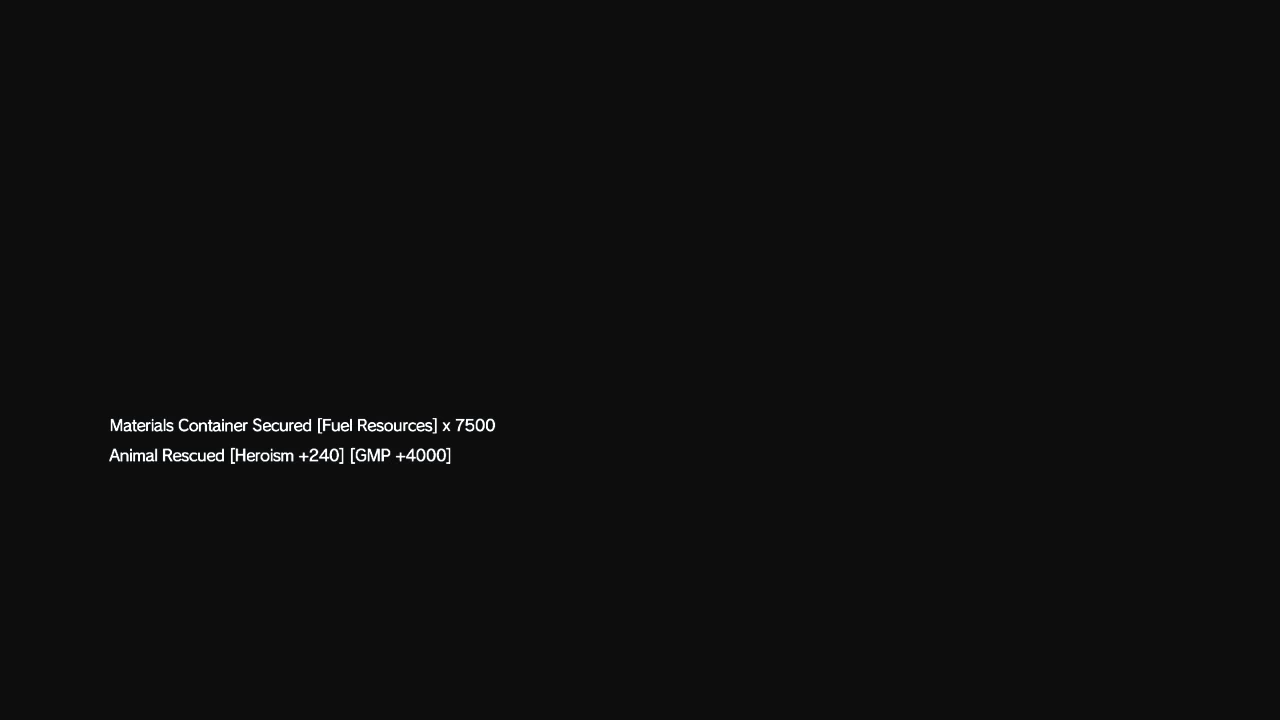 Materials Container Secured [Fuel Resources] x 7500
Animal Rescued [Heroism +240] [GMP +4000]